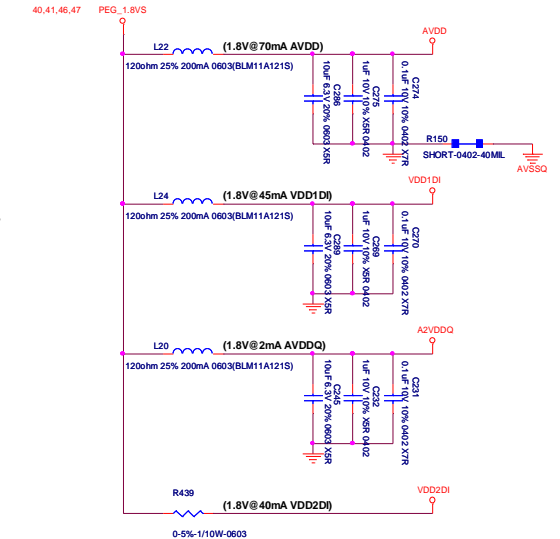 40,41,46,47 PEG_1.8VS
AVDD
L22 (1.8V@70mA AVDD)
120ohm 25% 200mA 0603(BLM11A121S)
C286
10uF 6.3V 20% 0603 X5R
C275
1uF 10V 10% X5R 0402
C274
0.1uF 10V 10% 0402 X7R
R150
SHORT-0402-40MIL
AVSSQ
VDD1DI
L24 (1.8V@45mA VDD1DI)
120ohm 25% 200mA 0603(BLM11A121S)
C289
10uF 6.3V 20% 0603 X5R
C269
1uF 10V 10% X5R 0402
C270
0.1uF 10V 10% 0402 X7R
A2VDDQ
L20 (1.8V@2mA AVDDQ)
120ohm 25% 200mA 0603(BLM11A121S)
C245
10uF 6.3V 20% 0603 X5R
C232
1uF 10V 10% X5R 0402
C231
0.1uF 10V 10% 0402 X7R
VDD2DI
R439 (1.8V@40mA VDD2DI)
0-5%-1/10W-0603